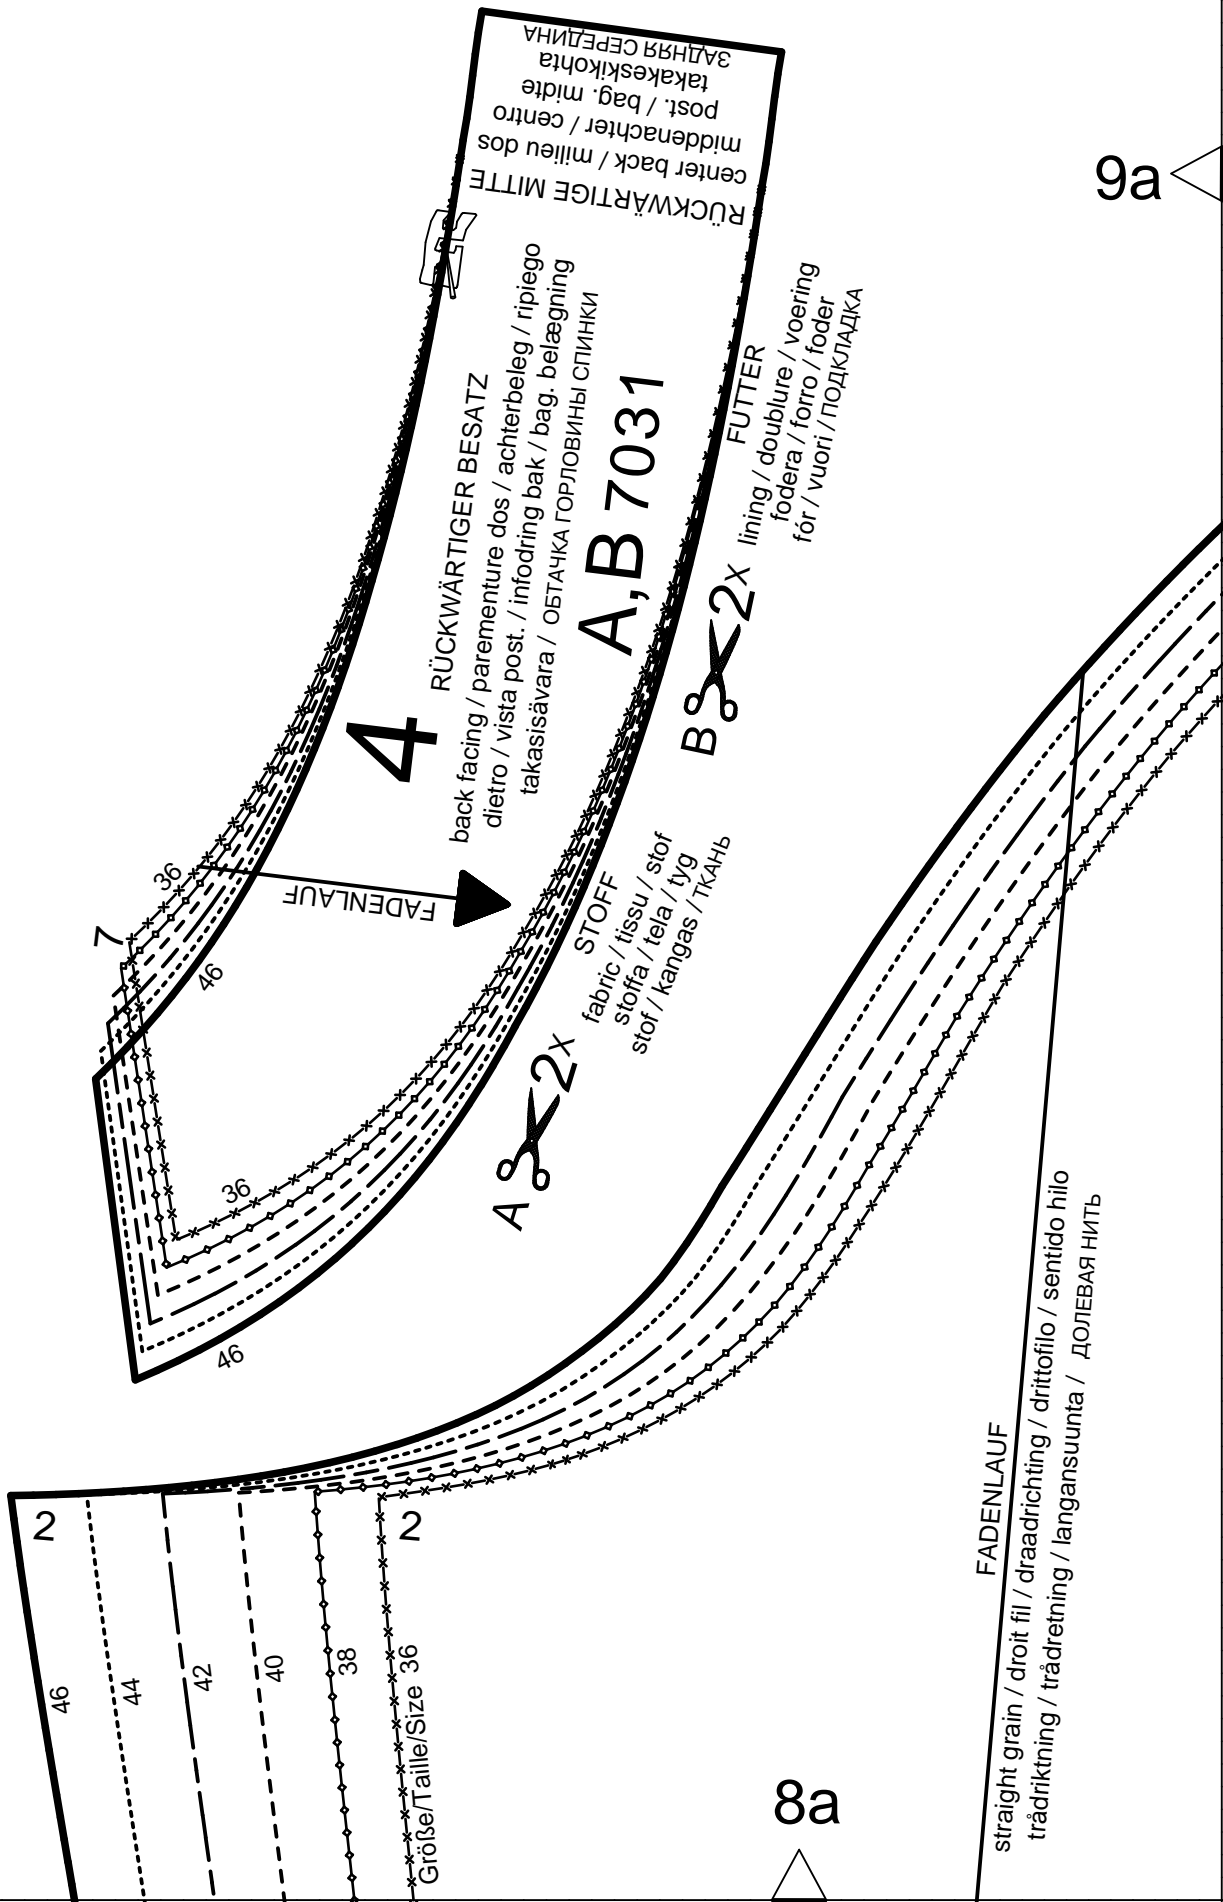 RÜCKWÄRTIGE MITTE
center back / milieu dos
middenachter / centro
post. / bag. midte
takakeskikohta
ЗАДНЯЯ СЕРЕДИНА
9a
4
RÜCKWÄRTIGER BESATZ
back facing / parementure dos / achterbeleg / ripiego
dietro / vista post. / infodring bak / bag. belægning
takasisävara / ОБТАЧКА ГОРЛОВИНЫ СПИНКИ
A,B 7031
B 2x
FUTTER
lining / doublure / voering
fodera / forro / foder
fór / vuori / ПОДКЛАДКА
7
36
46
FADENLAUF
36
46
A 2x
STOFF
fabric / tissu / stof
stoffa / tela / tyg
stof / kangas / ТКАНЬ
2
2
46
44
42
40
38
Größe/Taille/Size 36
8a
FADENLAUF
straight grain / droit fil / draadrichting / drittofilo / sentido hilo
trådriktning / trådretning / langansuunta / ДОЛЕВАЯ НИТЬ